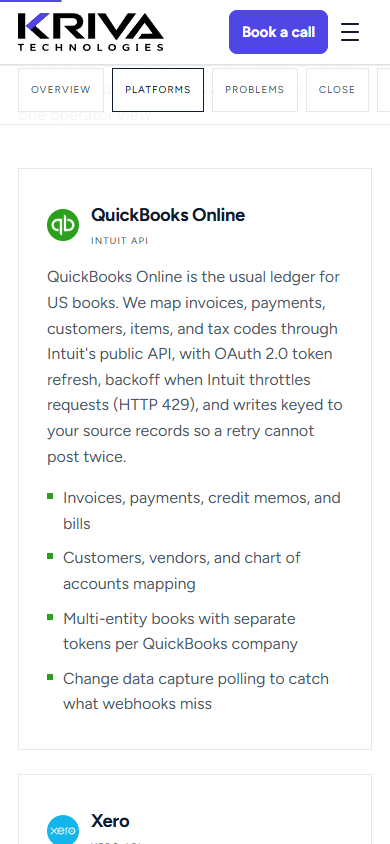 KRIVA
TECHNOLOGIES
Book a call
OVERVIEW
PLATFORMS
PROBLEMS
CLOSE
one operator view.
qb
QuickBooks Online
INTUIT API
QuickBooks Online is the usual ledger for
US books. We map invoices, payments,
customers, items, and tax codes through
Intuit's public API, with OAuth 2.0 token
refresh, backoff when Intuit throttles
requests (HTTP 429), and writes keyed to
your source records so a retry cannot
post twice.
Invoices, payments, credit memos, and
bills
Customers, vendors, and chart of
accounts mapping
Multi-entity books with separate
tokens per QuickBooks company
Change data capture polling to catch
what webhooks miss
xero
Xero